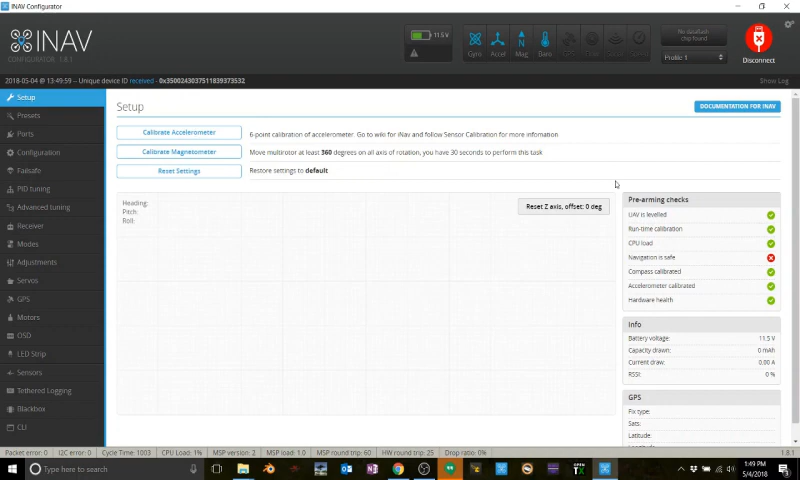 INAV Configurator
INAV
CONFIGURATOR 1.8.1
11.5 V
Gyro
Accel
Mag
Baro
No dataflash
chip found
Profile 1
Disconnect
2018-05-04 @ 13:49:59 - Unique device ID received - 0x3500243037511839373532
Show Log
Setup
Presets
Ports
Configuration
Failsafe
PID tuning
Advanced tuning
Receiver
Modes
Adjustments
Servos
GPS
Motors
OSD
LED Strip
Sensors
Tethered Logging
Blackbox
CLI
Setup
DOCUMENTATION FOR INAV
Calibrate Accelerometer
6-point calibration of accelerometer. Go to wiki for iNav and follow Sensor Calibration for more infomation
Calibrate Magnetometer
Move multirotor at least 360 degrees on all axis of rotation, you have 30 seconds to perform this task
Reset Settings
Restore settings to default
Heading:
Pitch:
Roll:
Reset Z axis, offset: 0 deg
Pre-arming checks
UAV is levelled
Run-time calibration
CPU load
Navigation is safe
Compass calibrated
Accelerometer calibrated
Hardware health
Info
Battery voltage: 11.5 V
Capacity drawn: 0 mAh
Current draw: 0.00 A
RSSI: 0 %
GPS
Fix type:
Sats:
Latitude:
Packet error: 0
I2C error: 0
Cycle Time: 1003
CPU Load: 1%
MSP version: 2
MSP load: 1.0
MSP round trip: 60
HW round trip: 25
Drop ratio: 0%
1.8.1
Type here to search
OPEN
TX
1:49 PM
5/4/2018